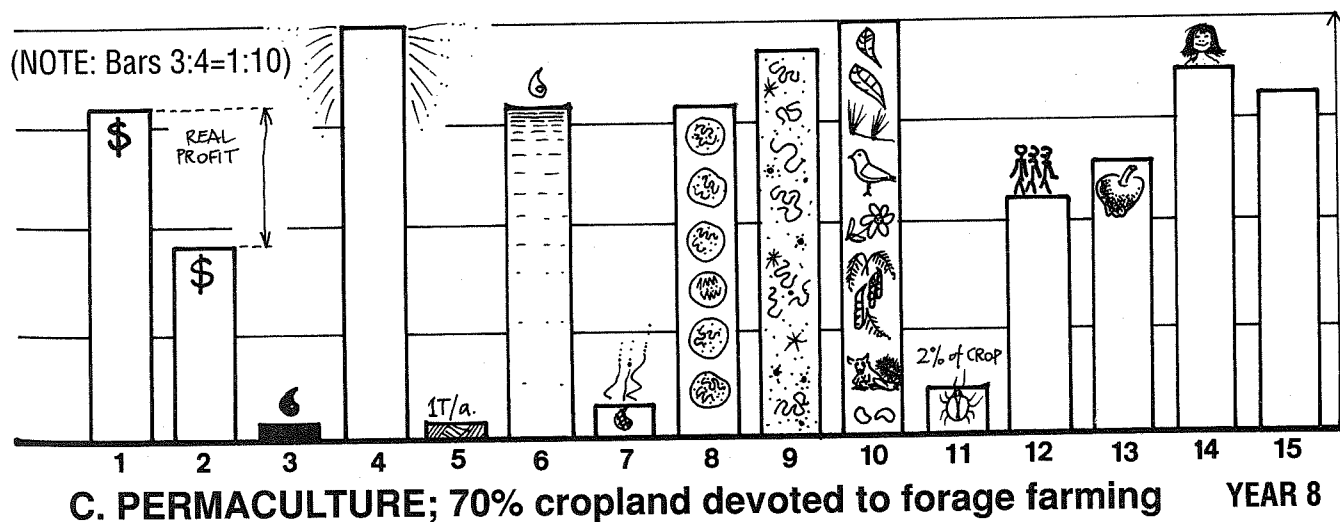 (NOTE: Bars 3:4=1:10)
$
REAL
PROFIT
$
1T/a.
2% of CROP
1 2 3 4 5 6 7 8 9 10 11 12 13 14 15
C. PERMACULTURE; 70% cropland devoted to forage farming YEAR 8